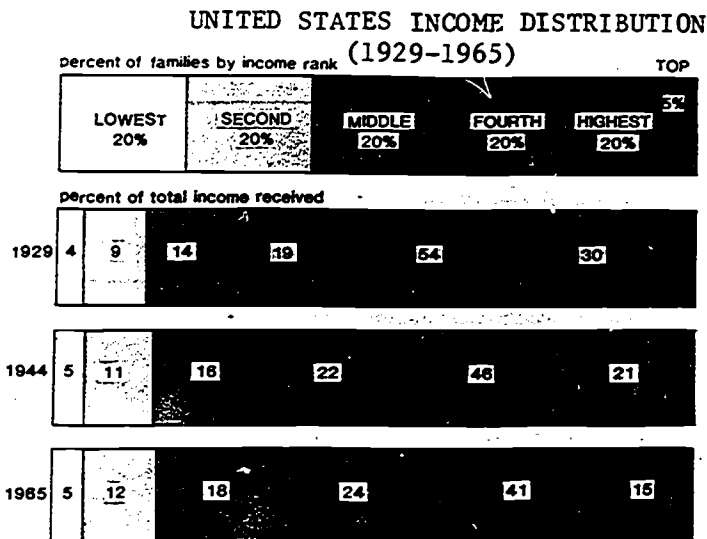 UNITED STATES INCOME DISTRIBUTION
(1929-1965)
percent of families by income rank
TOP
5%
LOWEST SECOND MIDDLE FOURTH HIGHEST
20% 20% 20% 20% 20%
percent of total income received
1929 4 9 14 19 54 30
1944 5 11 16 22 46 21
1965 5 12 18 24 41 15